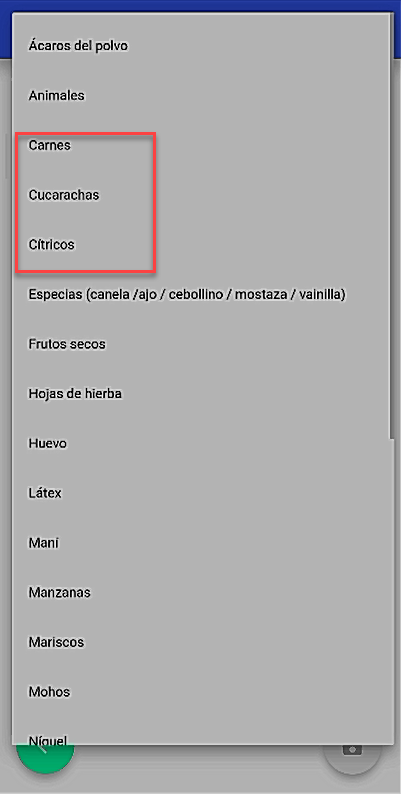 Ácaros del polvo
Animales
Carnes
Cucarachas
Cítricos
Especias (canela /ajo / cebollino / mostaza / vainilla)
Frutos secos
Hojas de hierba
Huevo
Látex
Maní
Manzanas
Mariscos
Mohos
Níquel